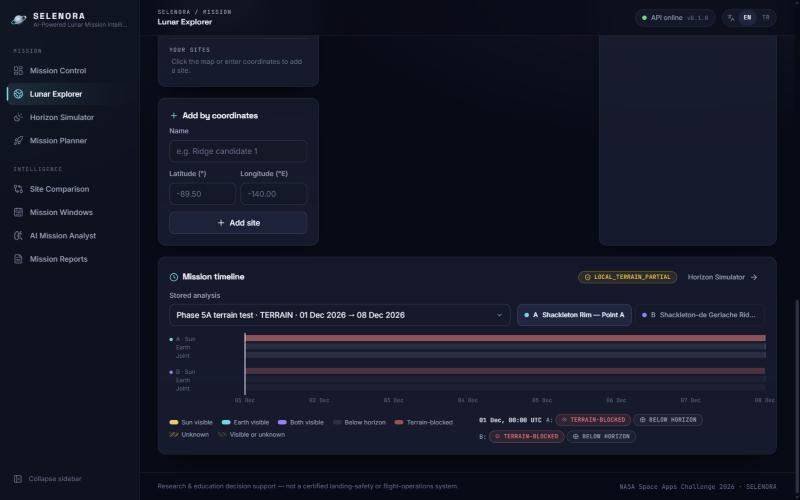 SELENORA
AI-Powered Lunar Mission Intelli...
MISSION
Mission Control
Lunar Explorer
Horizon Simulator
Mission Planner
INTELLIGENCE
Site Comparison
Mission Windows
AI Mission Analyst
Mission Reports
Collapse sidebar
SELENORA / MISSION
Lunar Explorer
API online v0.1.0
EN TR
YOUR SITES
Click the map or enter coordinates to add
a site.
Add by coordinates
Name
e.g. Ridge candidate 1
Latitude (°) Longitude (°E)
-89.50 -140.00
Add site
Mission timeline
LOCAL_TERRAIN_PARTIAL
Horizon Simulator →
Stored analysis
Phase 5A terrain test · TERRAIN · 01 Dec 2026 → 08 Dec 2026
A Shackleton Rim — Point A
B Shackleton-de Gerlache Rid...
A · Sun
Earth
Joint
B · Sun
Earth
Joint
01 Dec 02 Dec 03 Dec 04 Dec 05 Dec 06 Dec 07 Dec 08 Dec
Sun visible Earth visible Both visible Below horizon Terrain-blocked
Unknown Visible or unknown
01 Dec, 00:00 UTC A: TERRAIN-BLOCKED BELOW HORIZON
B: TERRAIN-BLOCKED BELOW HORIZON
Research & education decision support — not a certified landing-safety or flight-operations system.
NASA Space Apps Challenge 2026 · SELENORA